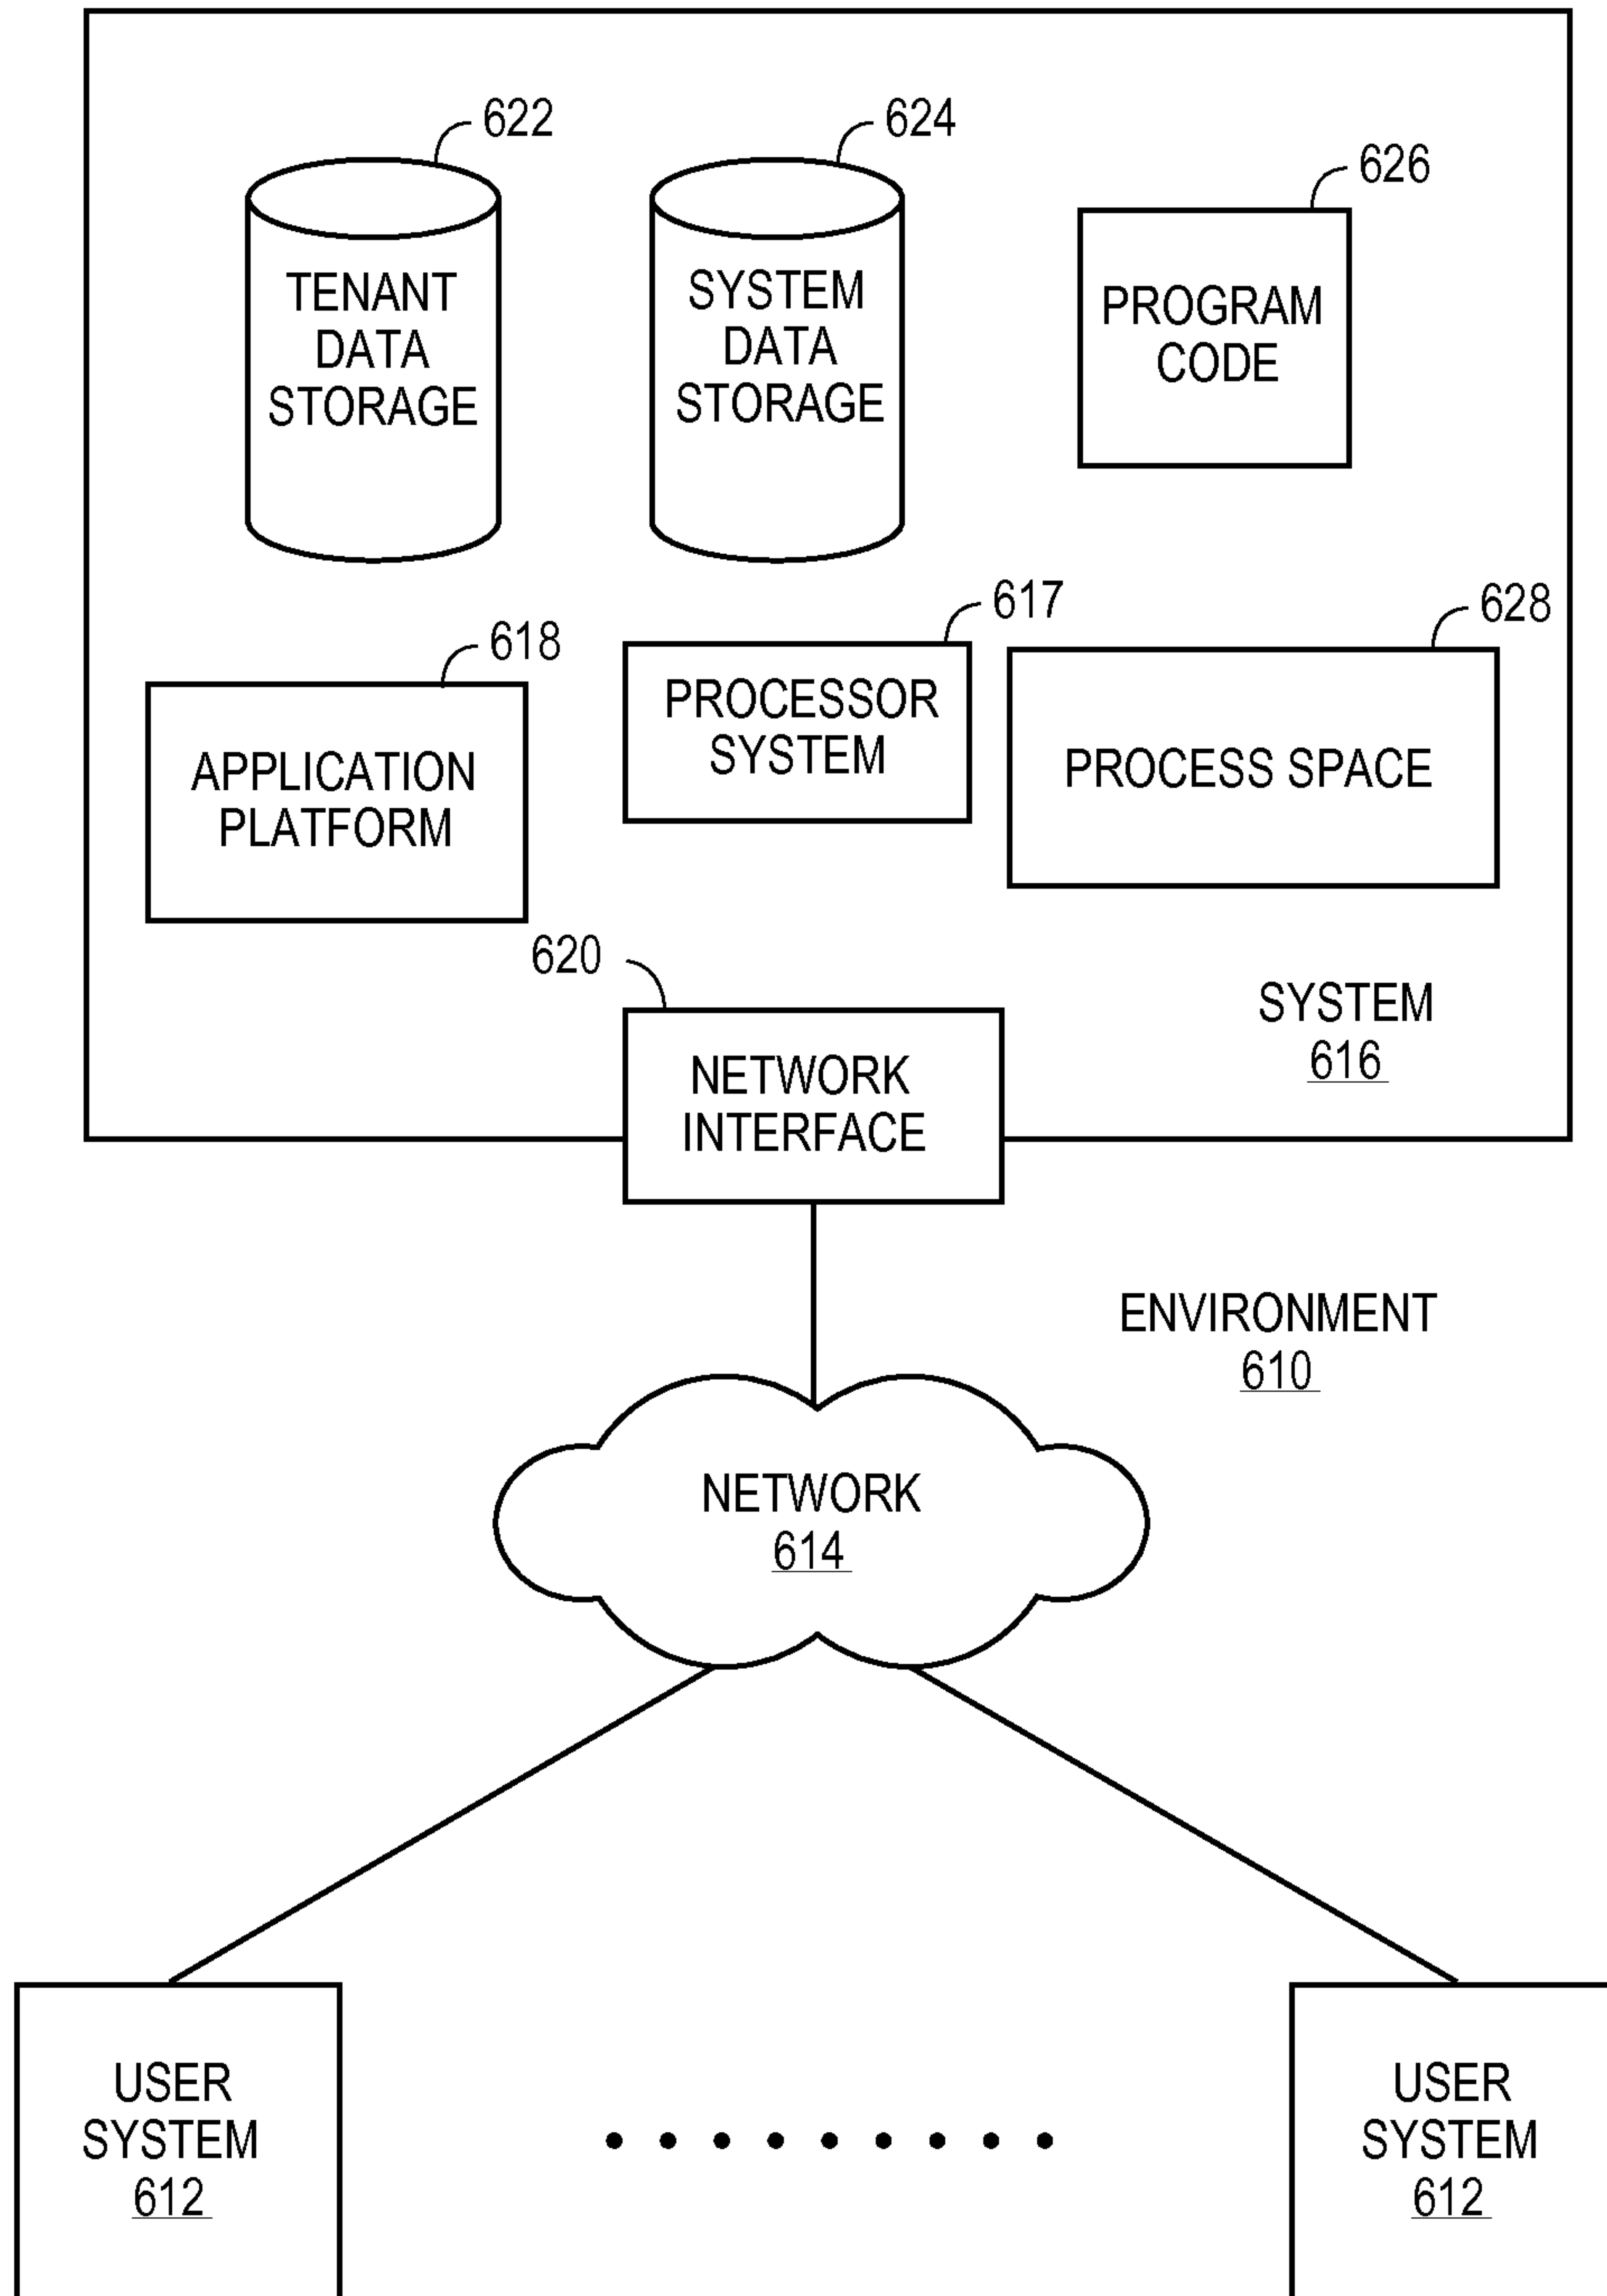 622
624
626
TENANT
DATA
STORAGE
SYSTEM
DATA
STORAGE
PROGRAM
CODE
618
617
628
APPLICATION
PLATFORM
PROCESSOR
SYSTEM
PROCESS SPACE
620
NETWORK
INTERFACE
SYSTEM
616
ENVIRONMENT
610
NETWORK
614
USER
SYSTEM
612
USER
SYSTEM
612